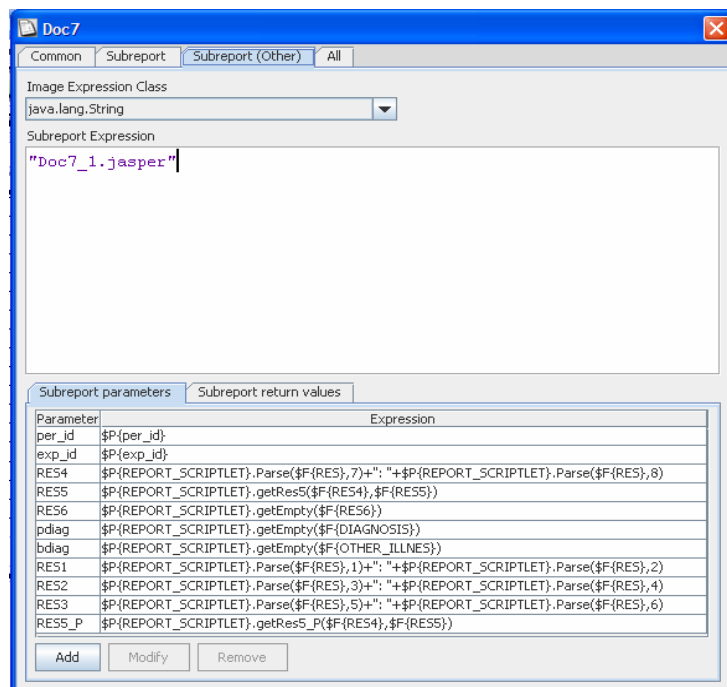 Doc7
Common Subreport Subreport (Other) All
Image Expression Class
java.lang.String
Subreport Expression
"Doc7_1.jasper"
Subreport parameters Subreport return values
Parameter Expression
per_id $P{per_id}
exp_id $P{exp_id}
RES4 $P{REPORT_SCRIPTLET}.Parse($F{RES},7)+": "+$P{REPORT_SCRIPTLET}.Parse($F{RES},8)
RES5 $P{REPORT_SCRIPTLET}.getRes5($F{RES4},$F{RES5})
RES6 $P{REPORT_SCRIPTLET}.getEmpty($F{RES6})
pdiag $P{REPORT_SCRIPTLET}.getEmpty($F{DIAGNOSIS})
bdiag $P{REPORT_SCRIPTLET}.getEmpty($F{OTHER_ILLNES})
RES1 $P{REPORT_SCRIPTLET}.Parse($F{RES},1)+": "+$P{REPORT_SCRIPTLET}.Parse($F{RES},2)
RES2 $P{REPORT_SCRIPTLET}.Parse($F{RES},3)+": "+$P{REPORT_SCRIPTLET}.Parse($F{RES},4)
RES3 $P{REPORT_SCRIPTLET}.Parse($F{RES},5)+": "+$P{REPORT_SCRIPTLET}.Parse($F{RES},6)
RES5_P $P{REPORT_SCRIPTLET}.getRes5_P($F{RES4},$F{RES5})
Add Modify Remove